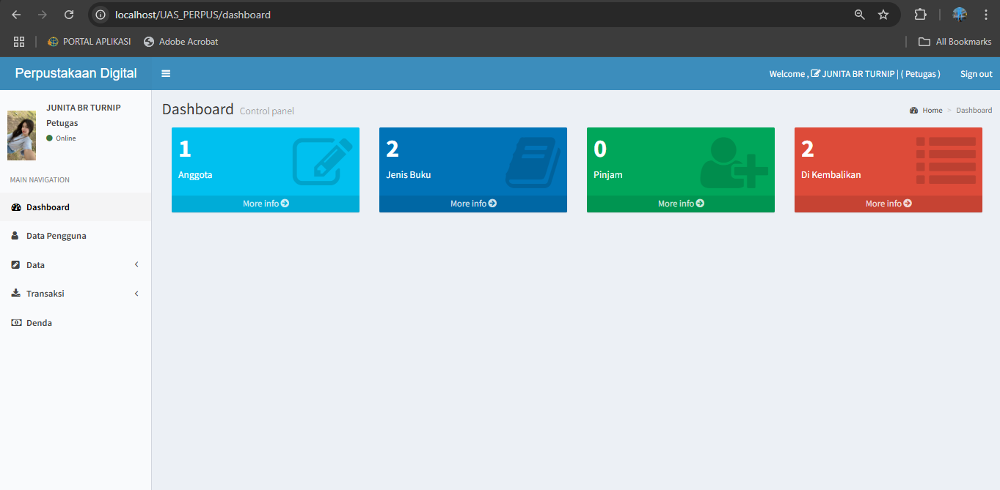 localhost/UAS_PERPUS/dashboard
PORTAL APLIKASI Adobe Acrobat All Bookmarks
Perpustakaan Digital Welcome , JUNITA BR TURNIP | ( Petugas ) Sign out
JUNITA BR TURNIP
Petugas
Online
MAIN NAVIGATION
Dashboard
Data Pengguna
Data
Transaksi
Denda
Dashboard Control panel
Home > Dashboard
1
Anggota
More info
2
Jenis Buku
More info
0
Pinjam
More info
2
Di Kembalikan
More info